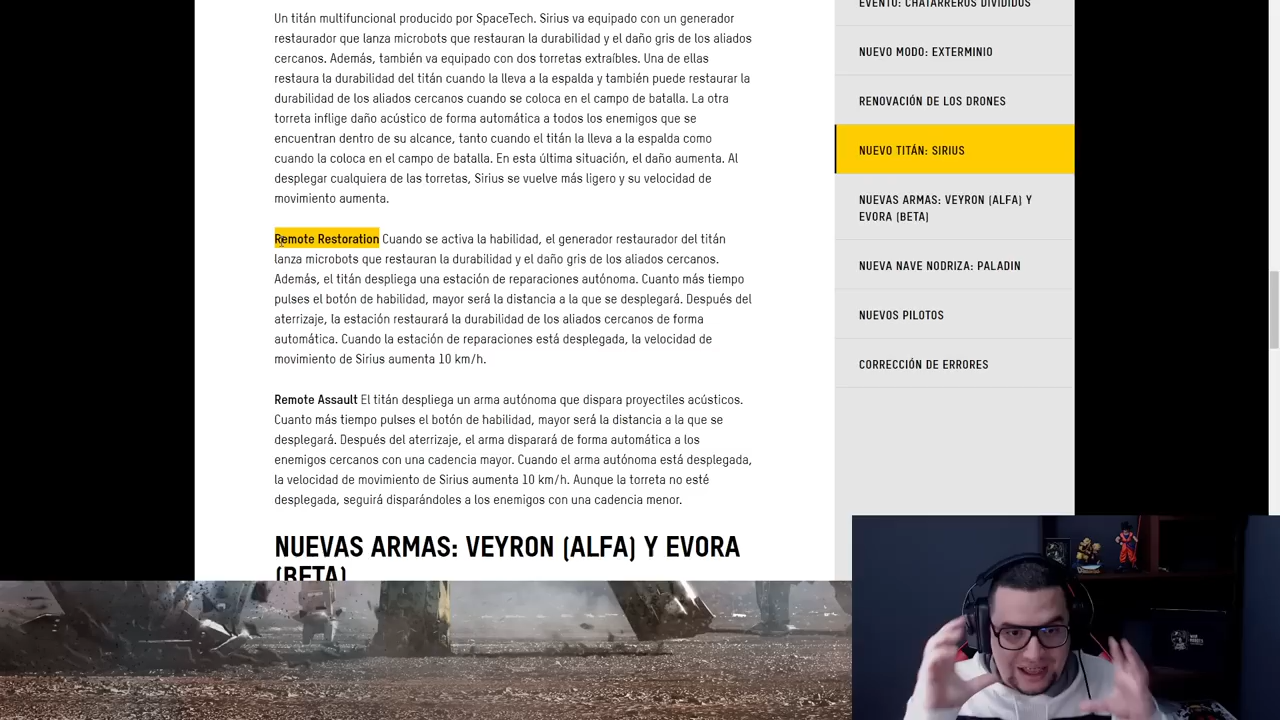 Un titán multifuncional producido por SpaceTech. Sirius va equipado con un generador
restaurador que lanza microbots que restauran la durabilidad y el daño gris de los aliados
cercanos. Además, también va equipado con dos torretas extraíbles. Una de ellas
restaura la durabilidad del titán cuando la lleva a la espalda y también puede restaurar la
durabilidad de los aliados cercanos cuando se coloca en el campo de batalla. La otra
torreta inflige daño acústico de forma automática a todos los enemigos que se
encuentran dentro de su alcance, tanto cuando el titán la lleva a la espalda como
cuando la coloca en el campo de batalla. En esta última situación, el daño aumenta. Al
desplegar cualquiera de las torretas, Sirius se vuelve más ligero y su velocidad de
movimiento aumenta.
Remote Restoration Cuando se activa la habilidad, el generador restaurador del titán
lanza microbots que restauran la durabilidad y el daño gris de los aliados cercanos.
Además, el titán despliega una estación de reparaciones autónoma. Cuanto más tiempo
pulses el botón de habilidad, mayor será la distancia a la que se desplegará. Después del
aterrizaje, la estación restaurará la durabilidad de los aliados cercanos de forma
automática. Cuando la estación de reparaciones está desplegada, la velocidad de
movimiento de Sirius aumenta 10 km/h.
Remote Assault El titán despliega un arma autónoma que dispara proyectiles acústicos.
Cuanto más tiempo pulses el botón de habilidad, mayor será la distancia a la que se
desplegará. Después del aterrizaje, el arma disparará de forma automática a los
enemigos cercanos con una cadencia mayor. Cuando el arma autónoma está desplegada,
la velocidad de movimiento de Sirius aumenta 10 km/h. Aunque la torreta no esté
desplegada, seguirá disparándoles a los enemigos con una cadencia menor.
NUEVAS ARMAS: VEYRON (ALFA) Y EVORA
(BETA)
EVENTO: CHATARREROS DIVIDIDOS
NUEVO MODO: EXTERMINIO
RENOVACIÓN DE LOS DRONES
NUEVO TITÁN: SIRIUS
NUEVAS ARMAS: VEYRON (ALFA) Y
EVORA (BETA)
NUEVA NAVE NODRIZA: PALADIN
NUEVOS PILOTOS
CORRECCIÓN DE ERRORES